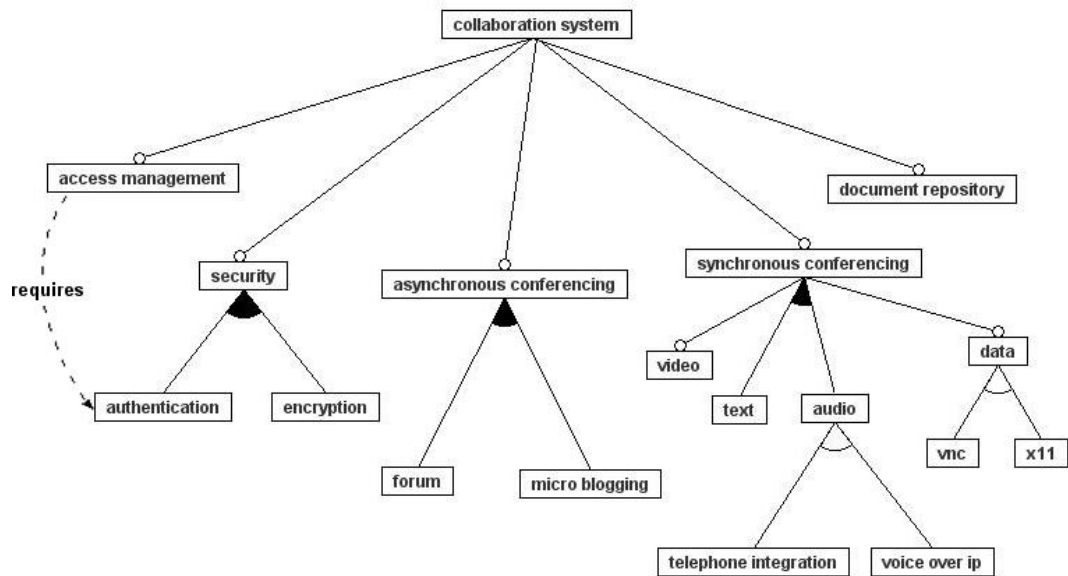 collaboration system
access management
document repository
synchronous conferencing
security
asynchronous conferencing
requires
video
data
authentication
encryption
text
audio
vnc
x11
forum
micro blogging
telephone integration
voice over ip